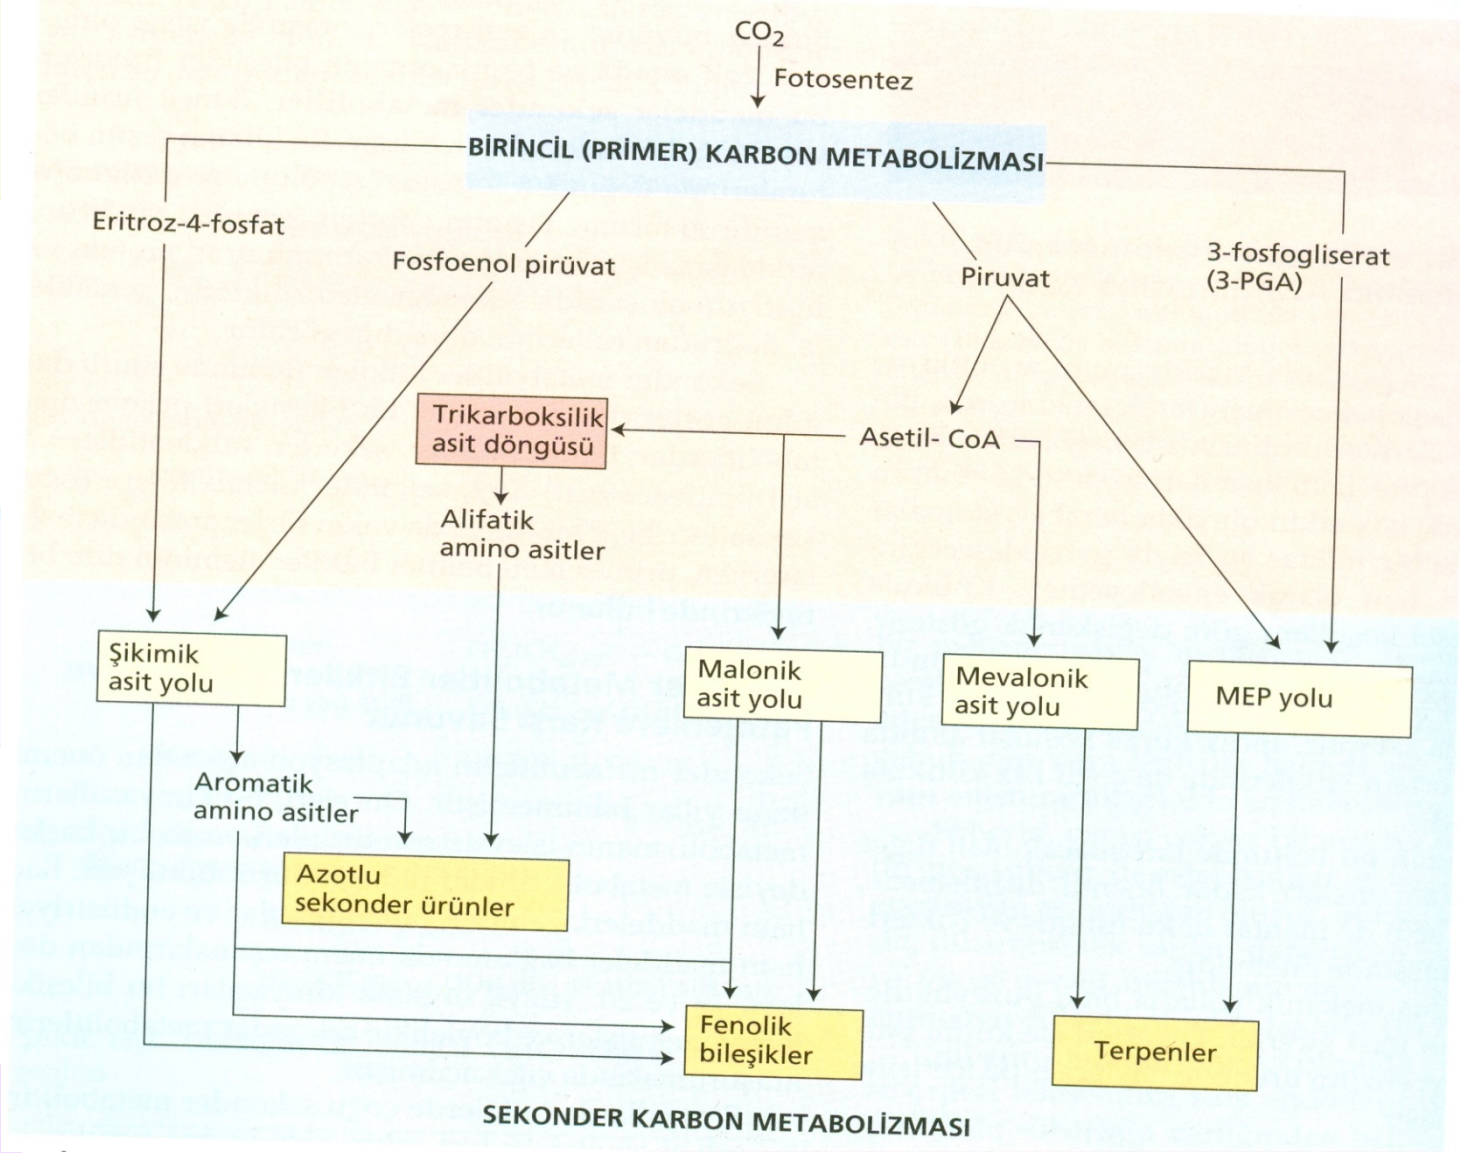 CO2
Fotosentez
BİRİNCİL (PRİMER) KARBON METABOLİZMASI
Eritroz-4-fosfat
Fosfoenol pirüvat
Piruvat
3-fosfogliserat
(3-PGA)
Trikarboksilik
asit döngüsü
Asetil- CoA
Alifatik
amino asitler
Şikimik
asit yolu
Malonik
asit yolu
Mevalonik
asit yolu
MEP yolu
Aromatik
amino asitler
Azotlu
sekonder ürünler
Fenolik
bileşikler
Terpenler
SEKONDER KARBON METABOLİZMASI